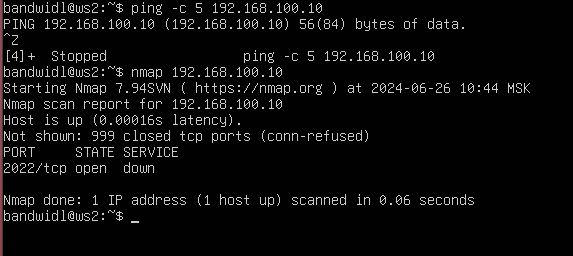 bandwidl@ws2:~$ ping -c 5 192.168.100.10
PING 192.168.100.10 (192.168.100.10) 56(84) bytes of data.
^Z
[4]+  Stopped                 ping -c 5 192.168.100.10
bandwidl@ws2:~$ nmap 192.168.100.10
Starting Nmap 7.94SVN ( https://nmap.org ) at 2024-06-26 10:44 MSK
Nmap scan report for 192.168.100.10
Host is up (0.00016s latency).
Not shown: 999 closed tcp ports (conn-refused)
PORT     STATE SERVICE
2022/tcp open  down
Nmap done: 1 IP address (1 host up) scanned in 0.06 seconds
bandwidl@ws2:~$ _